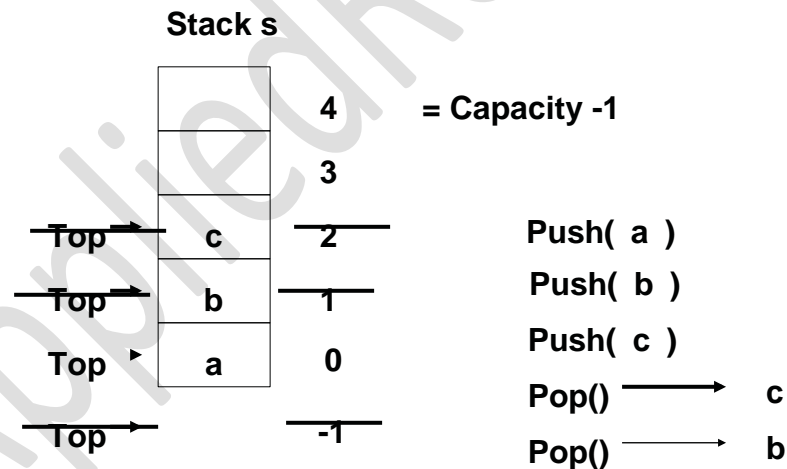 Stack s
4 = Capacity -1
3
Top c 2 Push( a )
Top b 1 Push( b )
Top a 0 Push( c )
Pop() c
Top -1
Pop() b